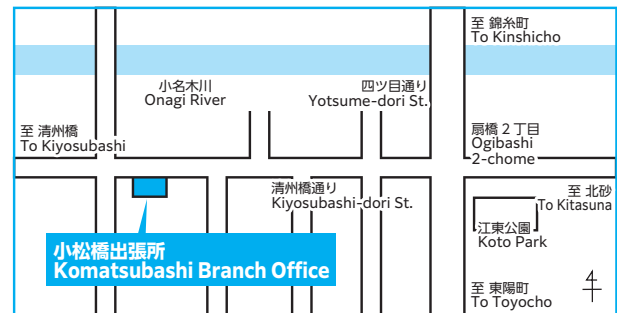 至 錦糸町
To Kinshicho
小名木川
Onagi River
四ツ目通り
Yotsume-dori St.
至 清州橋
To Kiyosubashi
扇橋 2 丁目
Ogibashi
2-chome
清州橋通り
Kiyosubashi-dori St.
至 北砂
To Kitasuna
江東公園
Koto Park
小松橋出張所
Komatsubashi Branch Office
至 東陽町
To Toyocho